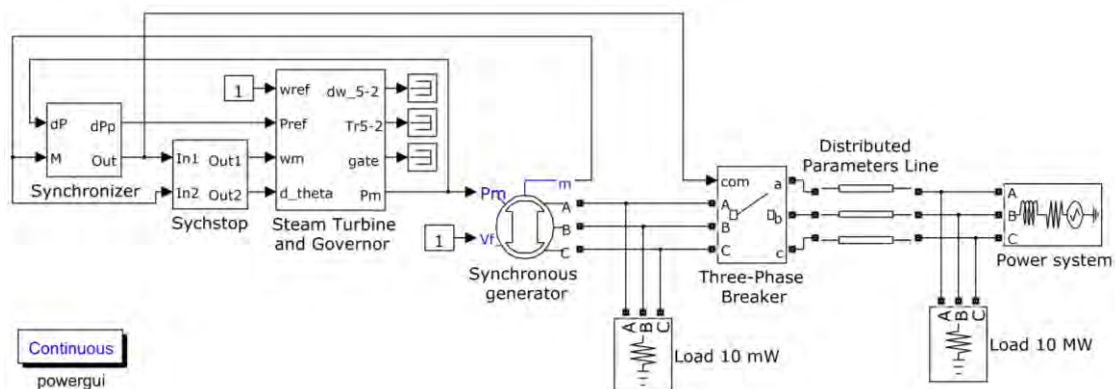 dP
dPp
M
Out
Synchronizer
In1
Out1
In2
Out2
Sychstop
1
wref
dw_5-2
Pref
Tr5-2
wm
gate
d_theta
Pm
Steam Turbine
and Governor
1
Pm
m
Vf_
A
B
C
Synchronous
generator
A
B
C
Load 10 mW
com
a
A
B
b
C
c
Three-Phase
Breaker
Distributed
Parameters Line
A
B
C
Load 10 MW
A
B
C
Power system
Continuous
powergui